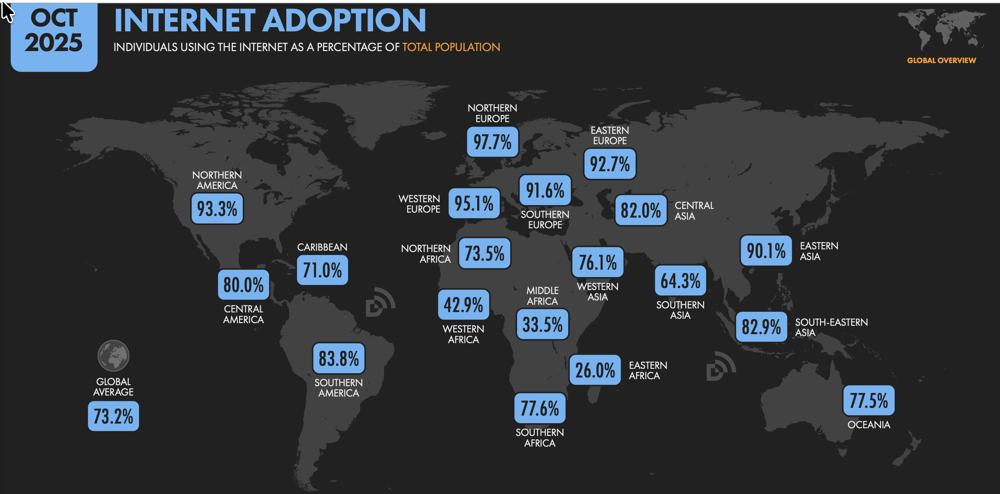 OCT
2025
INTERNET ADOPTION
INDIVIDUALS USING THE INTERNET AS A PERCENTAGE OF TOTAL POPULATION
GLOBAL OVERVIEW
NORTHERN
EUROPE
97.7%
EASTERN
EUROPE
92.7%
NORTHERN
AMERICA
93.3%
WESTERN
EUROPE
95.1%
91.6%
SOUTHERN
EUROPE
82.0%
CENTRAL
ASIA
CARIBBEAN
71.0%
NORTHERN
AFRICA
73.5%
76.1%
WESTERN
ASIA
90.1%
EASTERN
ASIA
80.0%
CENTRAL
AMERICA
64.3%
SOUTHERN
ASIA
42.9%
WESTERN
AFRICA
MIDDLE
AFRICA
33.5%
82.9%
SOUTH-EASTERN
ASIA
83.8%
SOUTHERN
AMERICA
26.0%
EASTERN
AFRICA
GLOBAL
AVERAGE
73.2%
77.6%
SOUTHERN
AFRICA
77.5%
OCEANIA